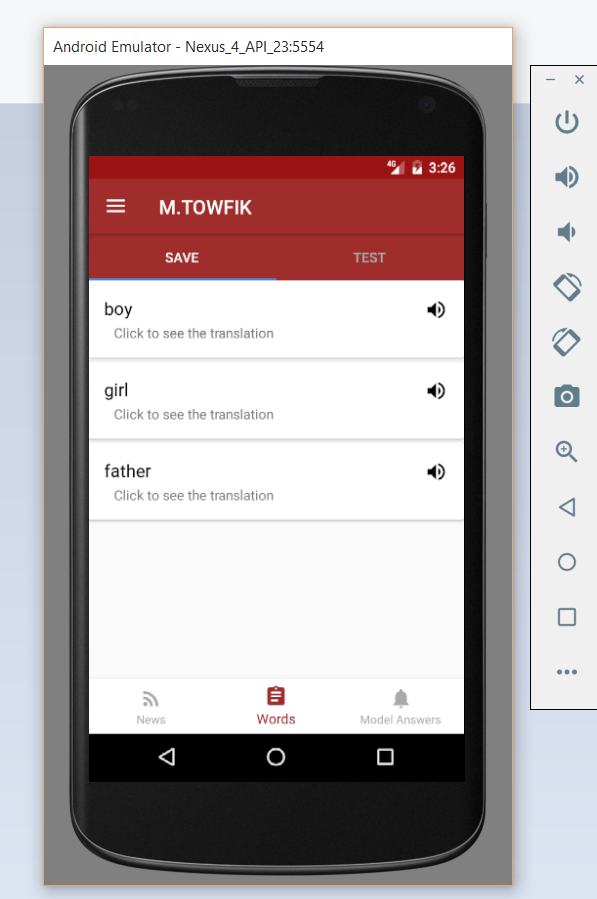 Android Emulator - Nexus_4_API_23:5554
4G 3:26
M.TOWFIK
SAVE TEST
boy
Click to see the translation
girl
Click to see the translation
father
Click to see the translation
News Words Model Answers